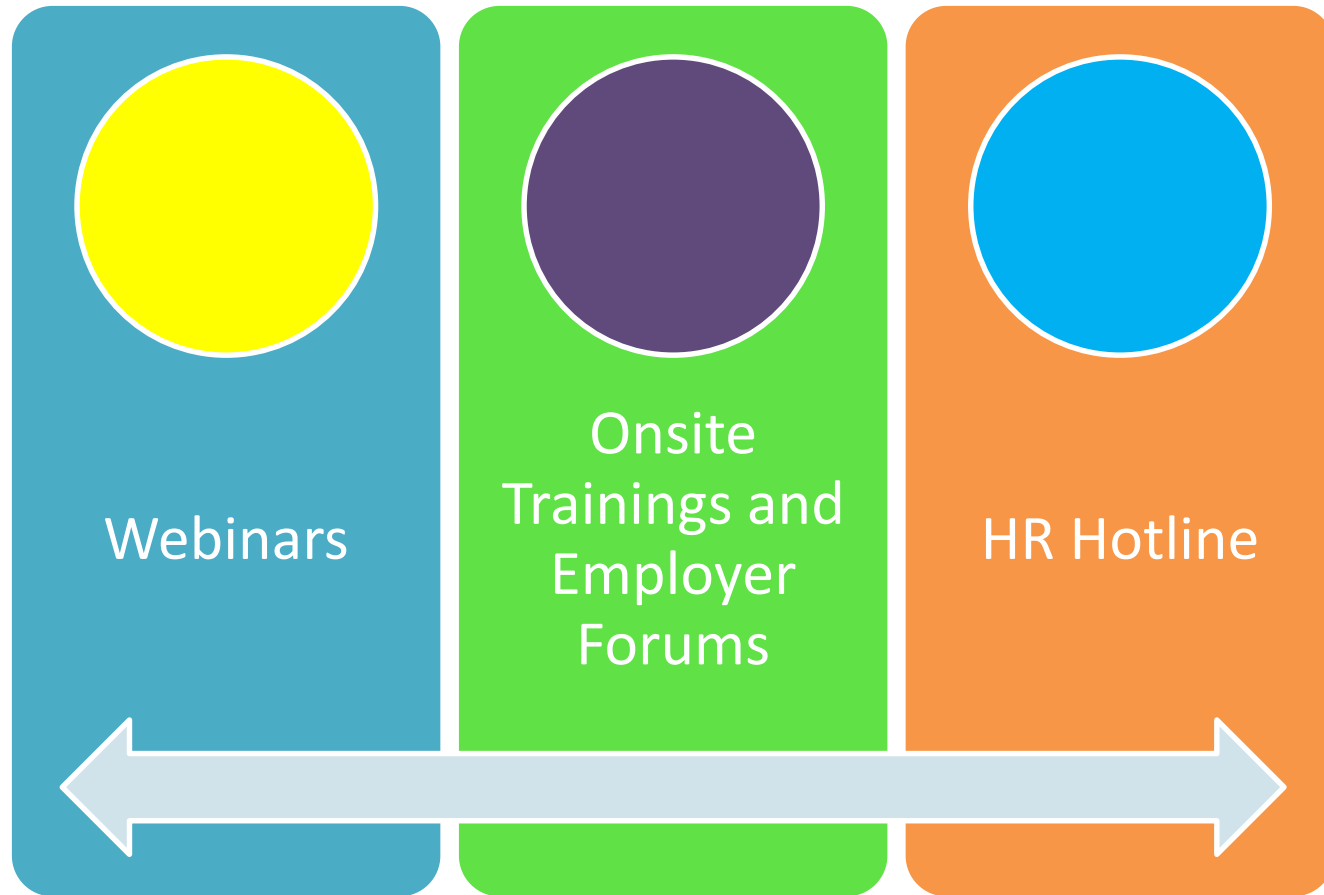 Webinars
Onsite
Trainings and
Employer
Forums
HR Hotline